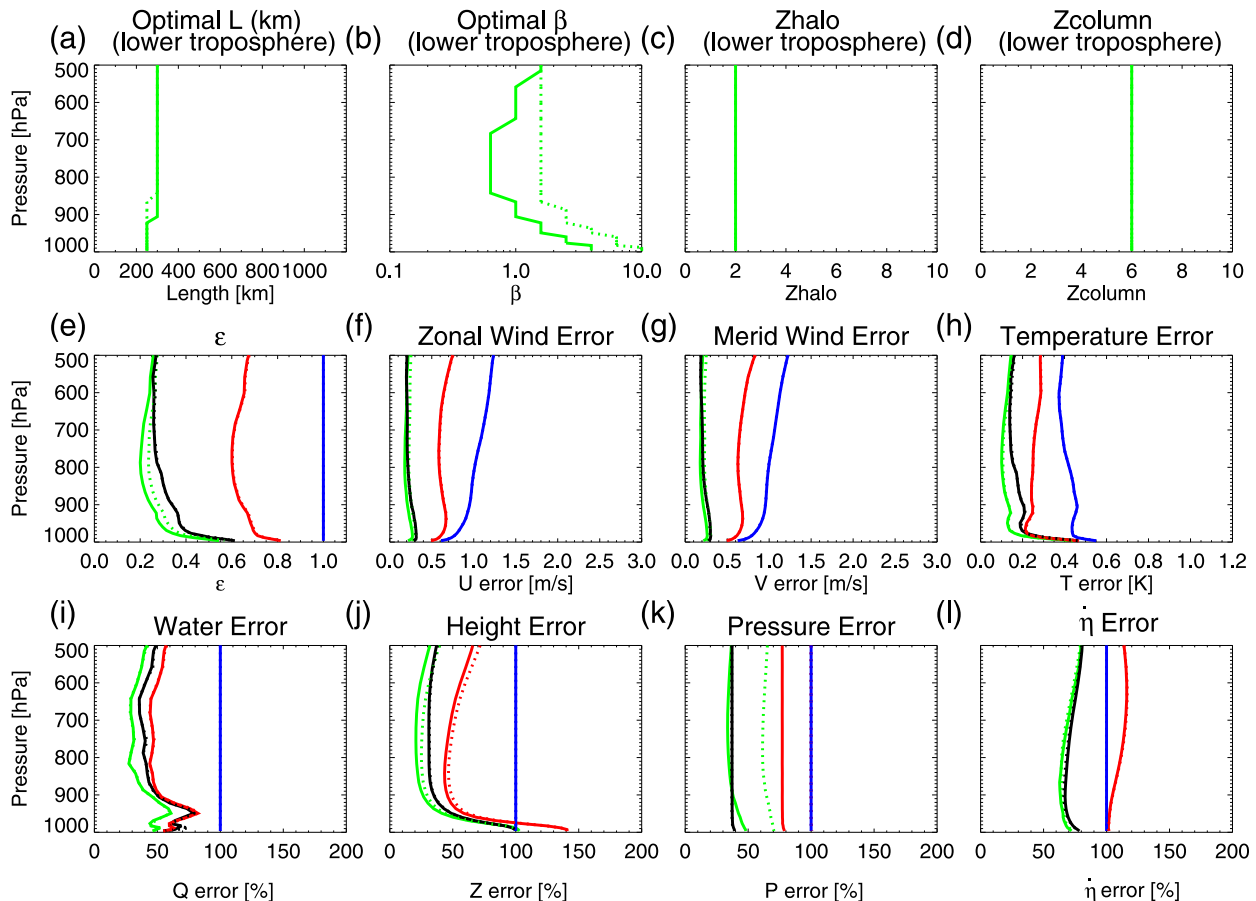 (a) Optimal L (km) (b) Optimal β (c) Zhalo (d) Zcolumn
(lower troposphere) (lower troposphere) (lower troposphere) (lower troposphere)
Pressure [hPa]
500
600
700
800
900
1000
0 200 400 600 800 1000
Length [km]
0.1 1.0 10.0
β
0 2 4 6 8 10
Zhalo
0 2 4 6 8 10
Zcolumn
(e) ε (f) Zonal Wind Error (g) Merid Wind Error (h) Temperature Error
Pressure [hPa]
500
600
700
800
900
1000
0.0 0.2 0.4 0.6 0.8 1.0
ε
0.0 0.5 1.0 1.5 2.0 2.5 3.0
U error [m/s]
0.0 0.5 1.0 1.5 2.0 2.5 3.0
V error [m/s]
0.0 0.2 0.4 0.6 0.8 1.0 1.2
T error [K]
(i) Water Error (j) Height Error (k) Pressure Error (l) η̇ Error
Pressure [hPa]
500
600
700
800
900
1000
0 50 100 150 200
Q error [%]
0 50 100 150 200
Z error [%]
0 50 100 150 200
P error [%]
0 50 100 150 200
η̇ error [%]